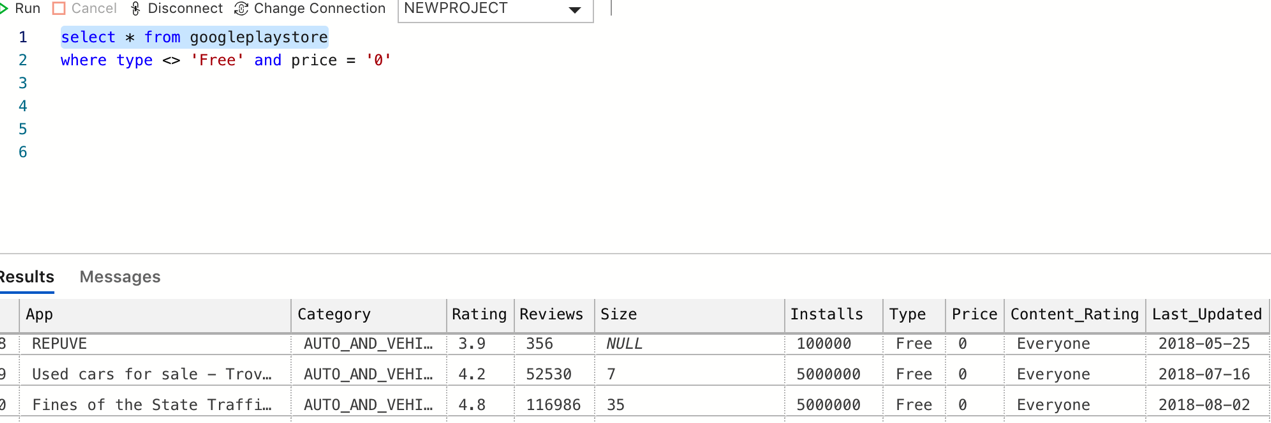 Run Cancel Disconnect Change Connection NEWPROJECT
1 select * from googleplaystore
2 where type <> 'Free' and price = '0'
3
4
5
6
Results Messages
App Category Rating Reviews Size Installs Type Price Content_Rating Last_Updated
8 REPUVE AUTO_AND_VEHI… 3.9 356 NULL 100000 Free 0 Everyone 2018-05-25
9 Used cars for sale - Trov… AUTO_AND_VEHI… 4.2 52530 7 5000000 Free 0 Everyone 2018-07-16
0 Fines of the State Traffi… AUTO_AND_VEHI… 4.8 116986 35 5000000 Free 0 Everyone 2018-08-02